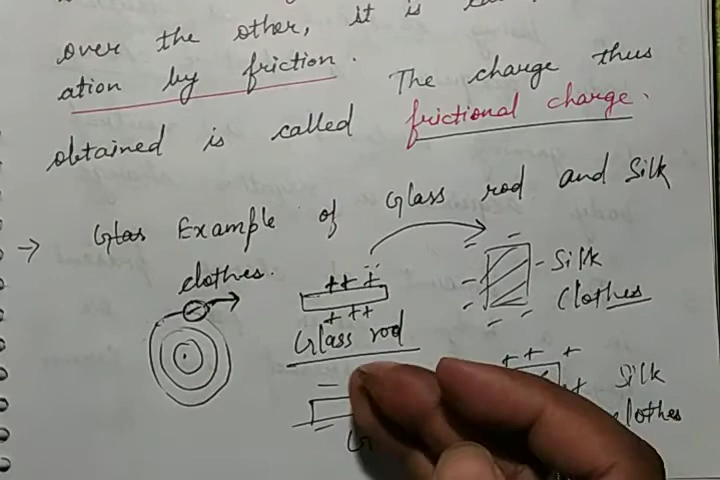 over the other, it is
ation by friction. The charge thus
obtained is called frictional charge.
→ Glas Example of Glass rod and Silk
clothes.
++ +
- Silk
Clothes
+ ++
Glass rod
++ +
Silk
clothes
G